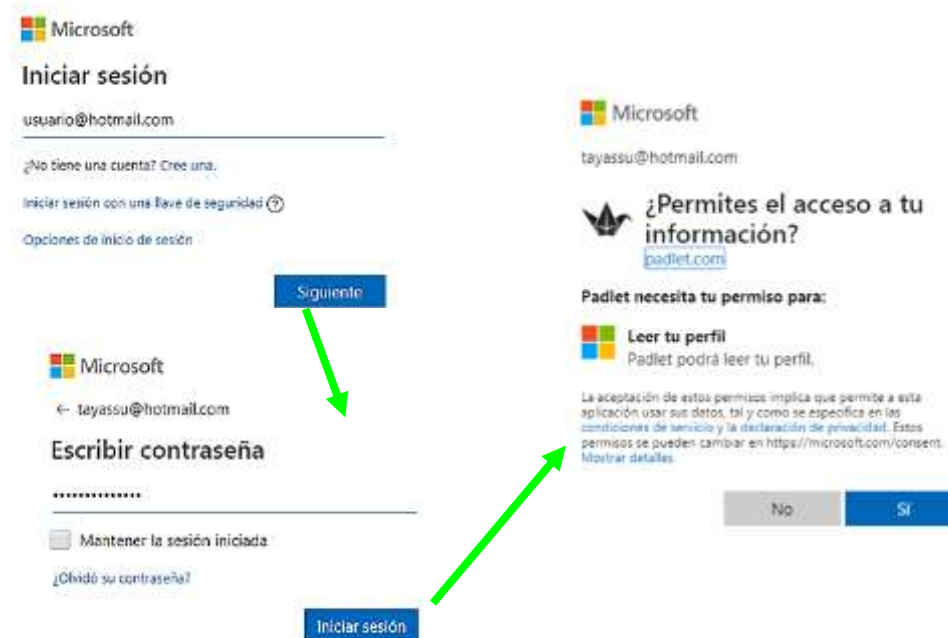 Microsoft
Iniciar sesión
usuario@hotmail.com
¿No tiene una cuenta? Cree una.
Iniciar sesión con una llave de seguridad
Opciones de inicio de sesión
Siguiente
Microsoft
← tayassu@hotmail.com
Escribir contraseña
••••••••••••••
Mantener la sesión iniciada
¿Olvidó su contraseña?
Iniciar sesión
Microsoft
tayassu@hotmail.com
¿Permites el acceso a tu
información?
padlet.com
Padlet necesita tu permiso para:
Leer tu perfil
Padlet podrá leer tu perfil.
La aceptación de estos permisos implica que permite a esta
aplicación usar sus datos, tal y como se especifica en las
condiciones de servicio y la declaración de privacidad. Estos
permisos se pueden cambiar en https://microsoft.com/consent.
Mostrar detalles
No
Sí